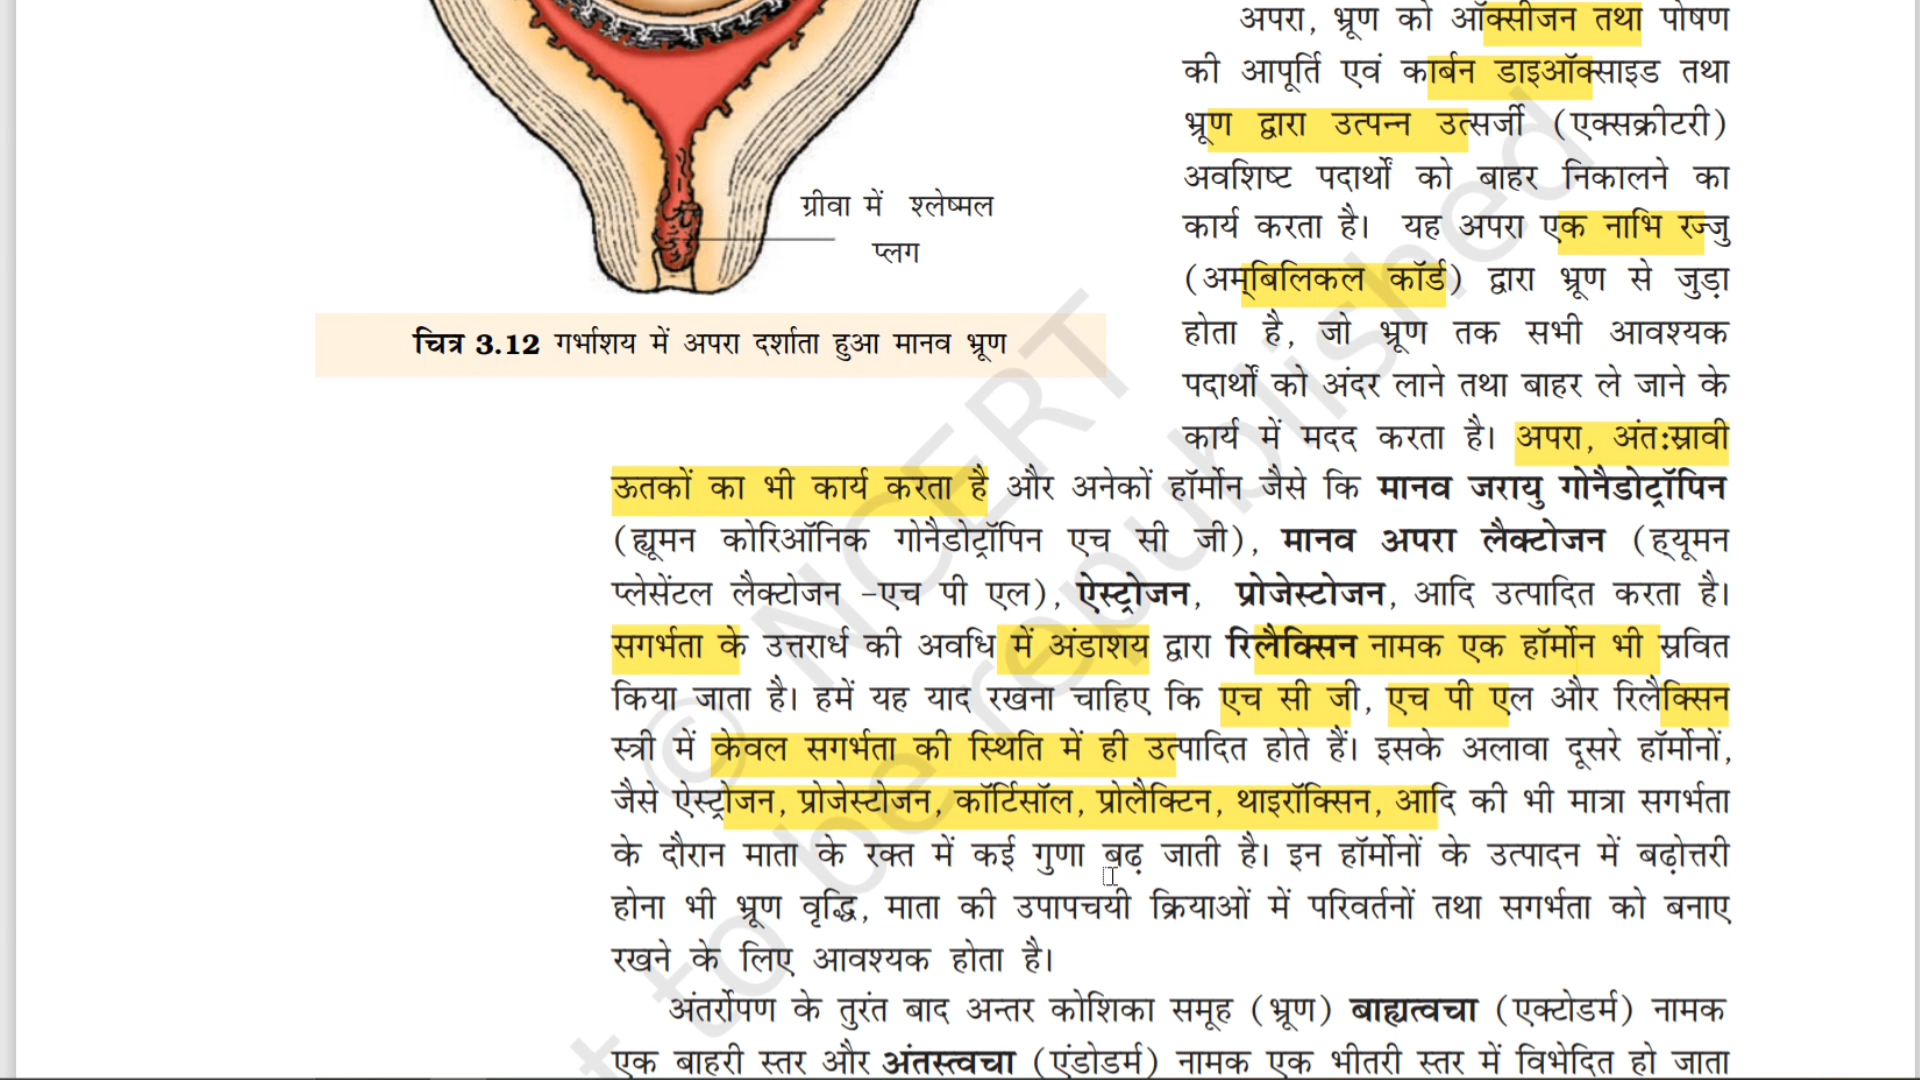 अपरा, भ्रूण को ऑक्सीजन तथा पोषण
की आपूर्ति एवं कार्बन डाइऑक्साइड तथा
भ्रूण द्वारा उत्पन्न उत्सर्जी (एक्सक्रीटरी)
अवशिष्ट पदार्थों को बाहर निकालने का
कार्य करता है। यह अपरा एक नाभि रज्जु
(अम्‌बिलिकल कॉर्ड) द्वारा भ्रूण से जुड़ा
होता है, जो भ्रूण तक सभी आवश्यक
पदार्थों को अंदर लाने तथा बाहर ले जाने के
कार्य में मदद करता है। अपरा, अंतःस्रावी
ग्रीवा में श्लेष्मल
प्लग
चित्र 3.12 गर्भाशय में अपरा दर्शाता हुआ मानव भ्रूण
ऊतकों का भी कार्य करता है और अनेकों हॉर्मोन जैसे कि मानव जरायु गोनैडोट्रॉपिन
(ह्यूमन कोरिऑनिक गोनैडोट्रॉपिन एच सी जी), मानव अपरा लैक्टोजन (ह्‌यूमन
प्लेसेंटल लैक्टोजन -एच पी एल), ऐस्ट्रोजन, प्रोजेस्टोजन, आदि उत्पादित करता है।
सगर्भता के उत्तरार्ध की अवधि में अंडाशय द्वारा रिलैक्सिन नामक एक हॉर्मोन भी स्रवित
किया जाता है। हमें यह याद रखना चाहिए कि एच सी जी, एच पी एल और रिलैक्सिन
स्त्री में केवल सगर्भता की स्थिति में ही उत्पादित होते हैं। इसके अलावा दूसरे हॉर्मोनों,
जैसे ऐस्ट्रोजन, प्रोजेस्टोजन, कॉर्टिसॉल, प्रोलैक्टिन, थाइरॉक्सिन, आदि की भी मात्रा सगर्भता
के दौरान माता के रक्त में कई गुणा बढ़ जाती है। इन हॉर्मोनों के उत्पादन में बढ़ोत्तरी
होना भी भ्रूण वृद्धि, माता की उपापचयी क्रियाओं में परिवर्तनों तथा सगर्भता को बनाए
रखने के लिए आवश्यक होता है।
अंतर्रोपण के तुरंत बाद अन्तर कोशिका समूह (भ्रूण) बाह्यत्वचा (एक्टोडर्म) नामक
एक बाहरी स्तर और अंतस्त्वचा (एंडोडर्म) नामक एक भीतरी स्तर में विभेदित हो जाता
© NCERT
t to be republished